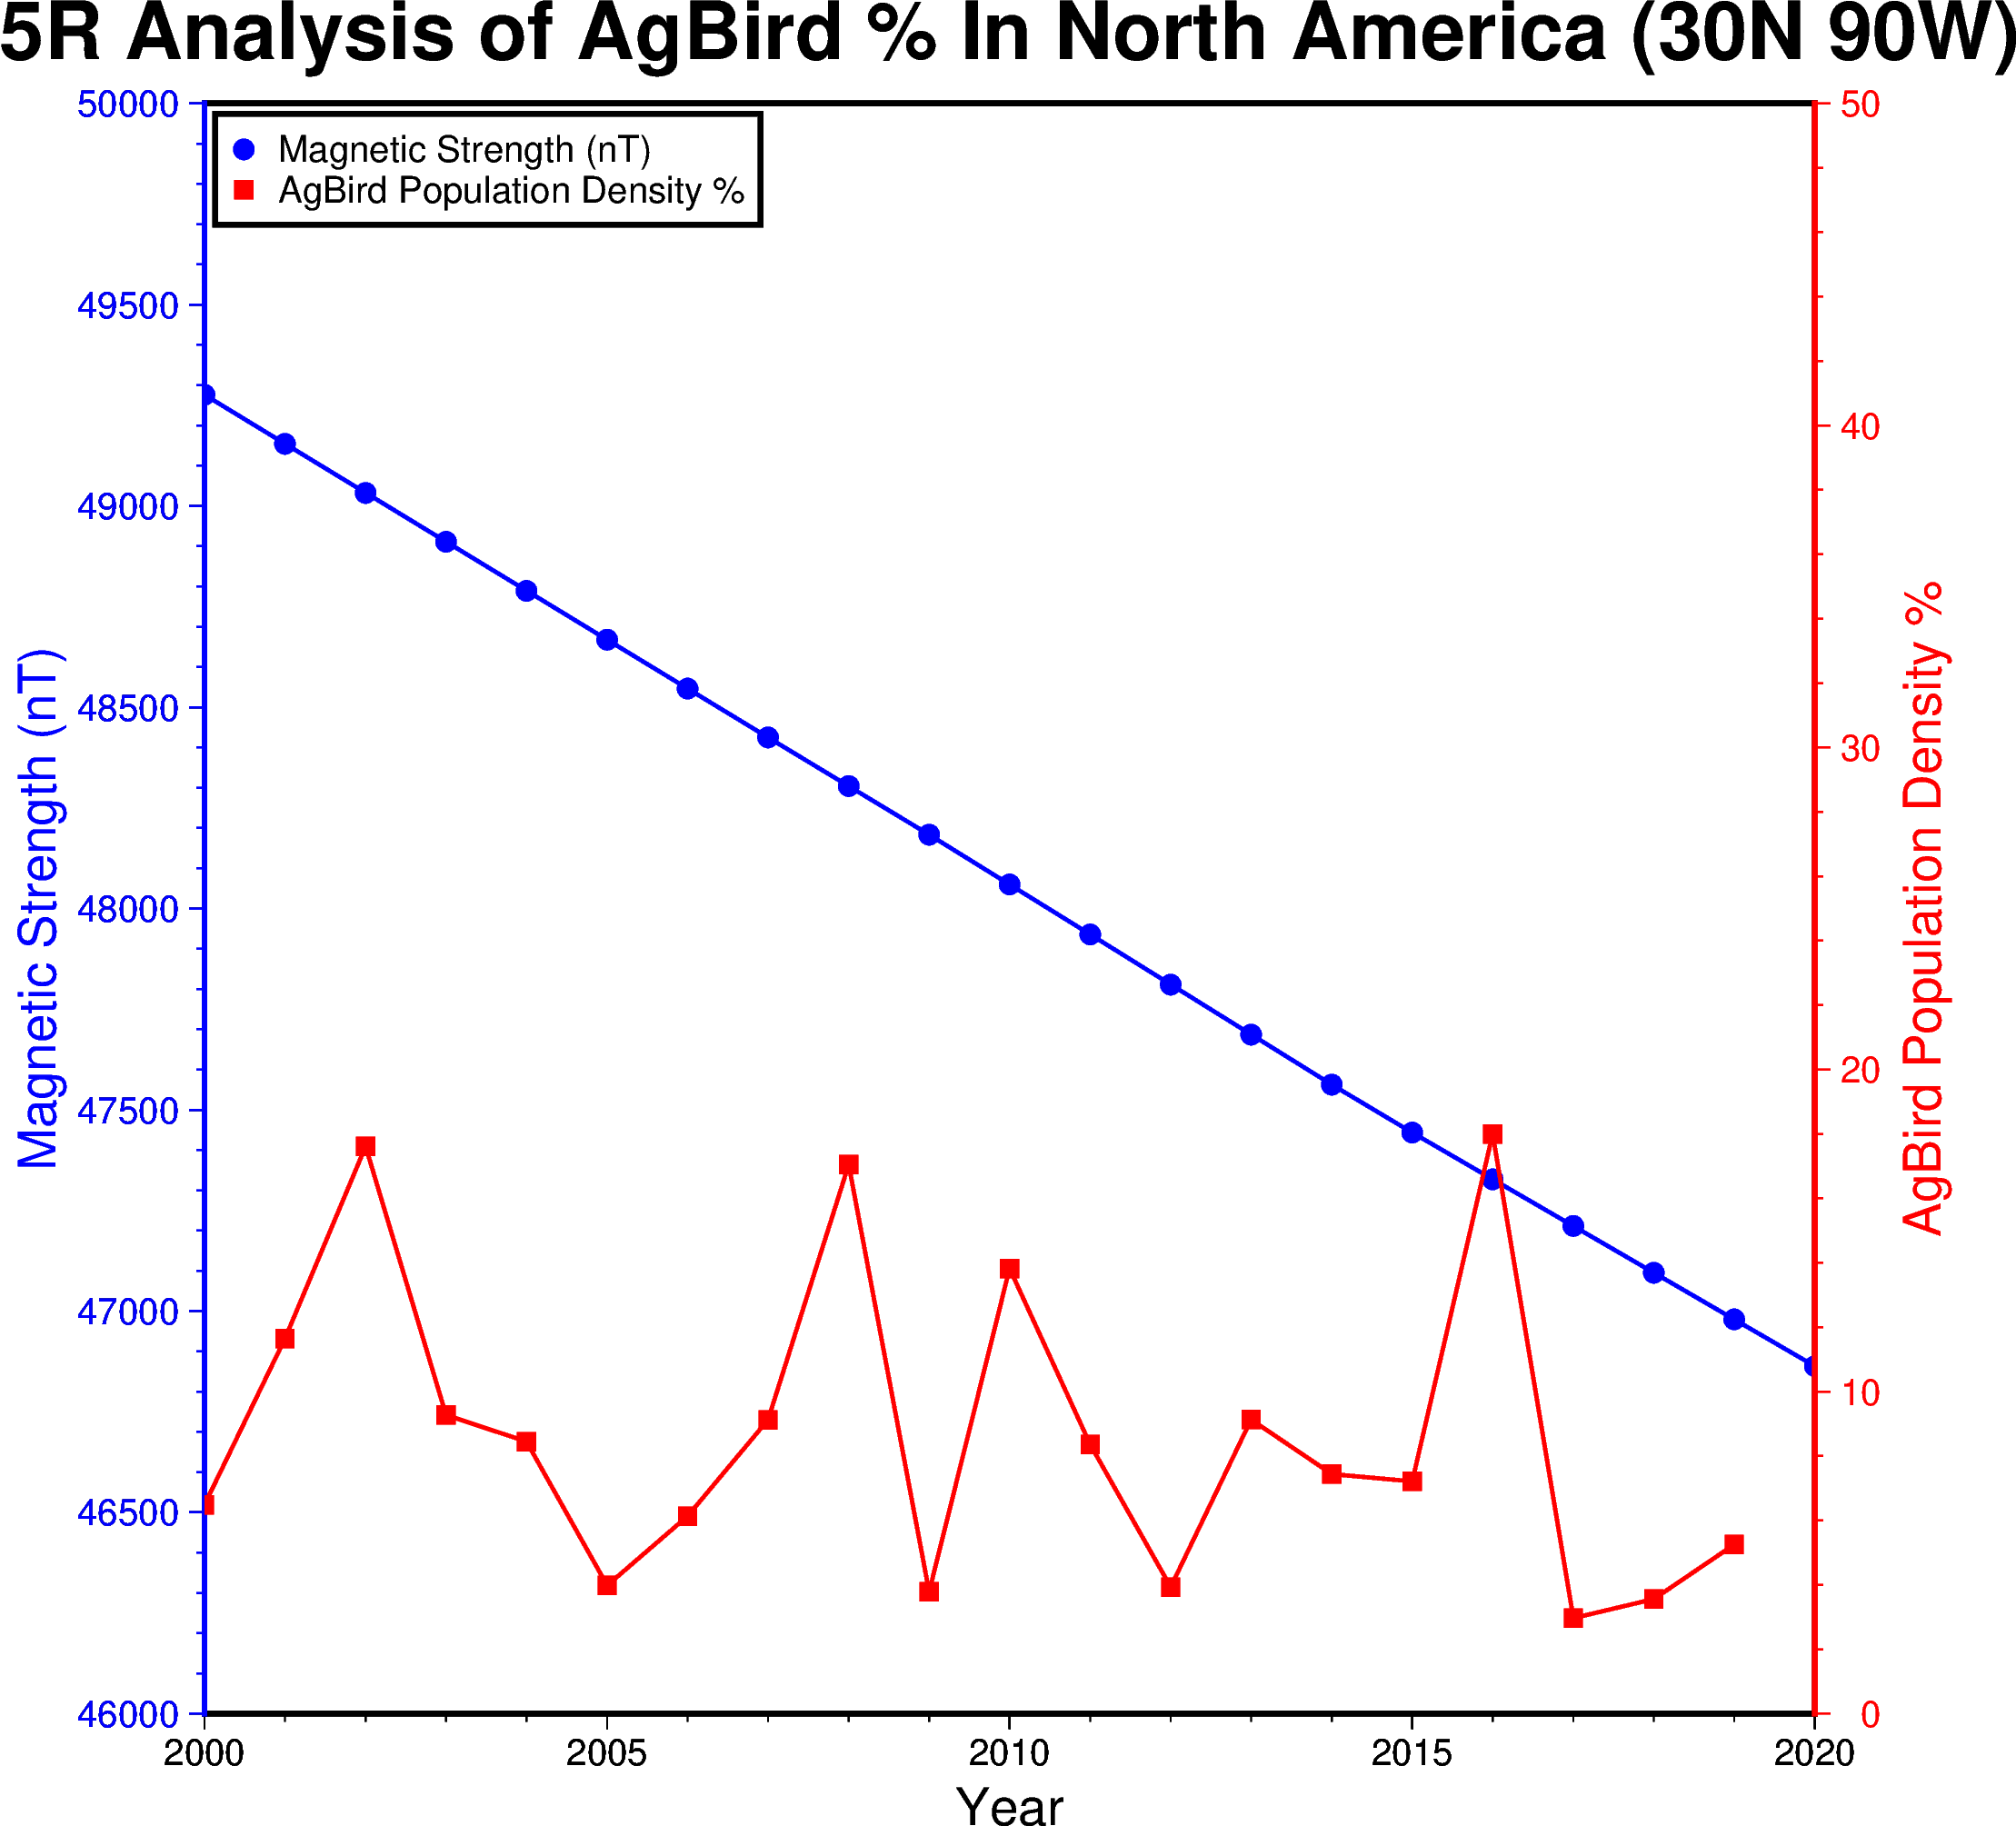 5R Analysis of AgBird % In North America (30N 90W)
Magnetic Strength (nT)
AgBird Population Density %
50000
49500
49000
48500
48000
47500
47000
46500
46000
Magnetic Strength (nT)
50
40
30
20
10
0
AgBird Population Density %
2000 2005 2010 2015 2020
Year